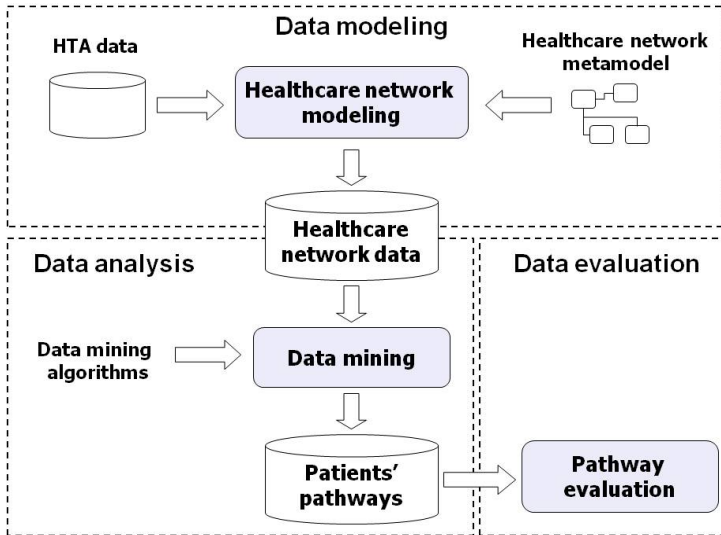 Data modeling
HTA data
Healthcare network
metamodel
Healthcare network
modeling
Healthcare
network data
Data analysis
Data evaluation
Data mining
algorithms
Data mining
Patients’
pathways
Pathway
evaluation